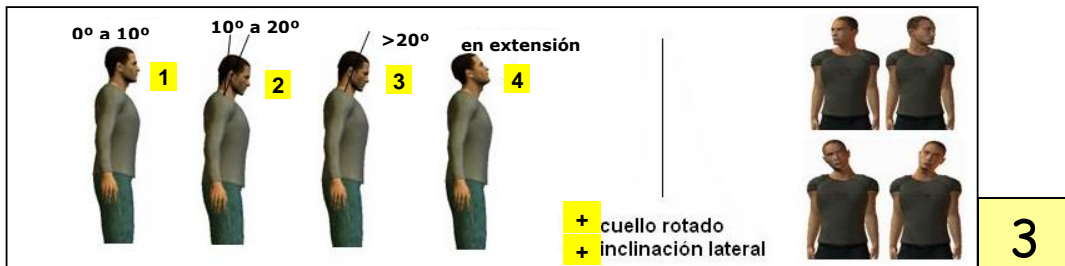 0º a 10º
1
10º a 20º
2
>20º
3
en extensión
4
+ cuello rotado
+ inclinación lateral
3